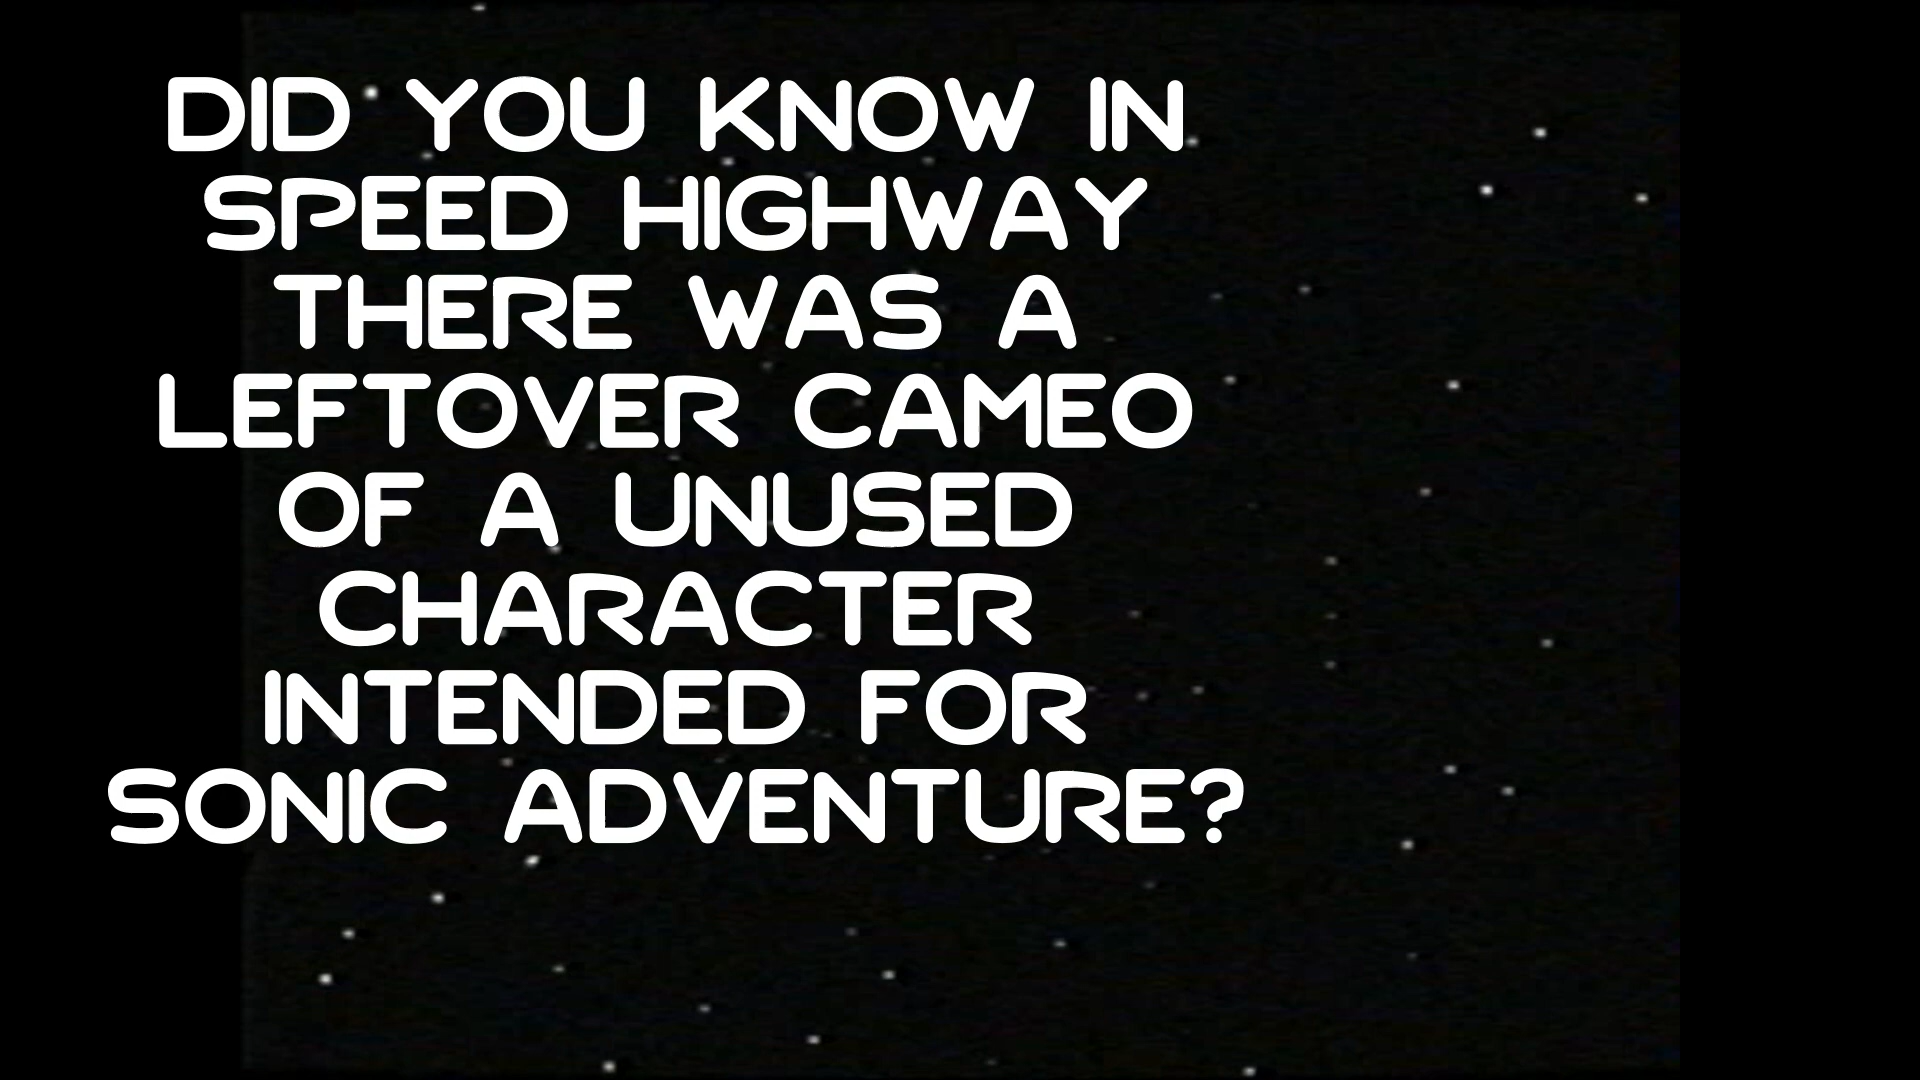 DID YOU KNOW IN
SPEED HIGHWAY
THERE WAS A
LEFTOVER CAMEO
OF A UNUSED
CHARACTER
INTENDED FOR
SONIC ADVENTURE?